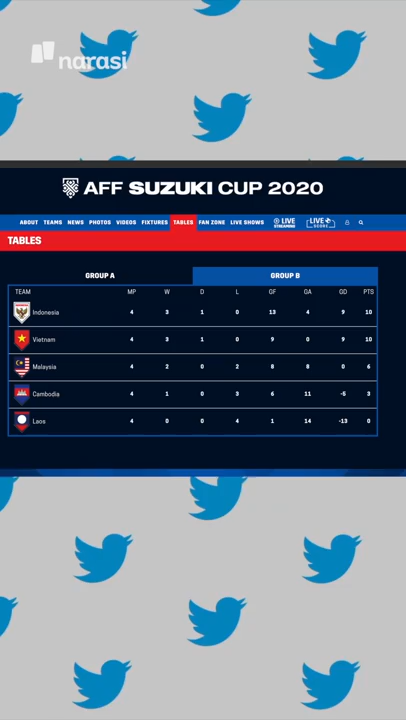 narasi
AFF SUZUKI CUP 2020
ABOUT TEAMS NEWS PHOTOS VIDEOS FIXTURES TABLES FAN ZONE LIVE SHOWS LIVE STREAMING LIVE SCORE
TABLES
GROUP A GROUP B
TEAM MP W D L GF GA GD PTS
Indonesia 4 3 1 0 13 4 9 10
Vietnam 4 3 1 0 9 0 9 10
Malaysia 4 2 0 2 8 8 0 6
Cambodia 4 1 0 3 6 11 -5 3
Laos 4 0 0 4 1 14 -13 0